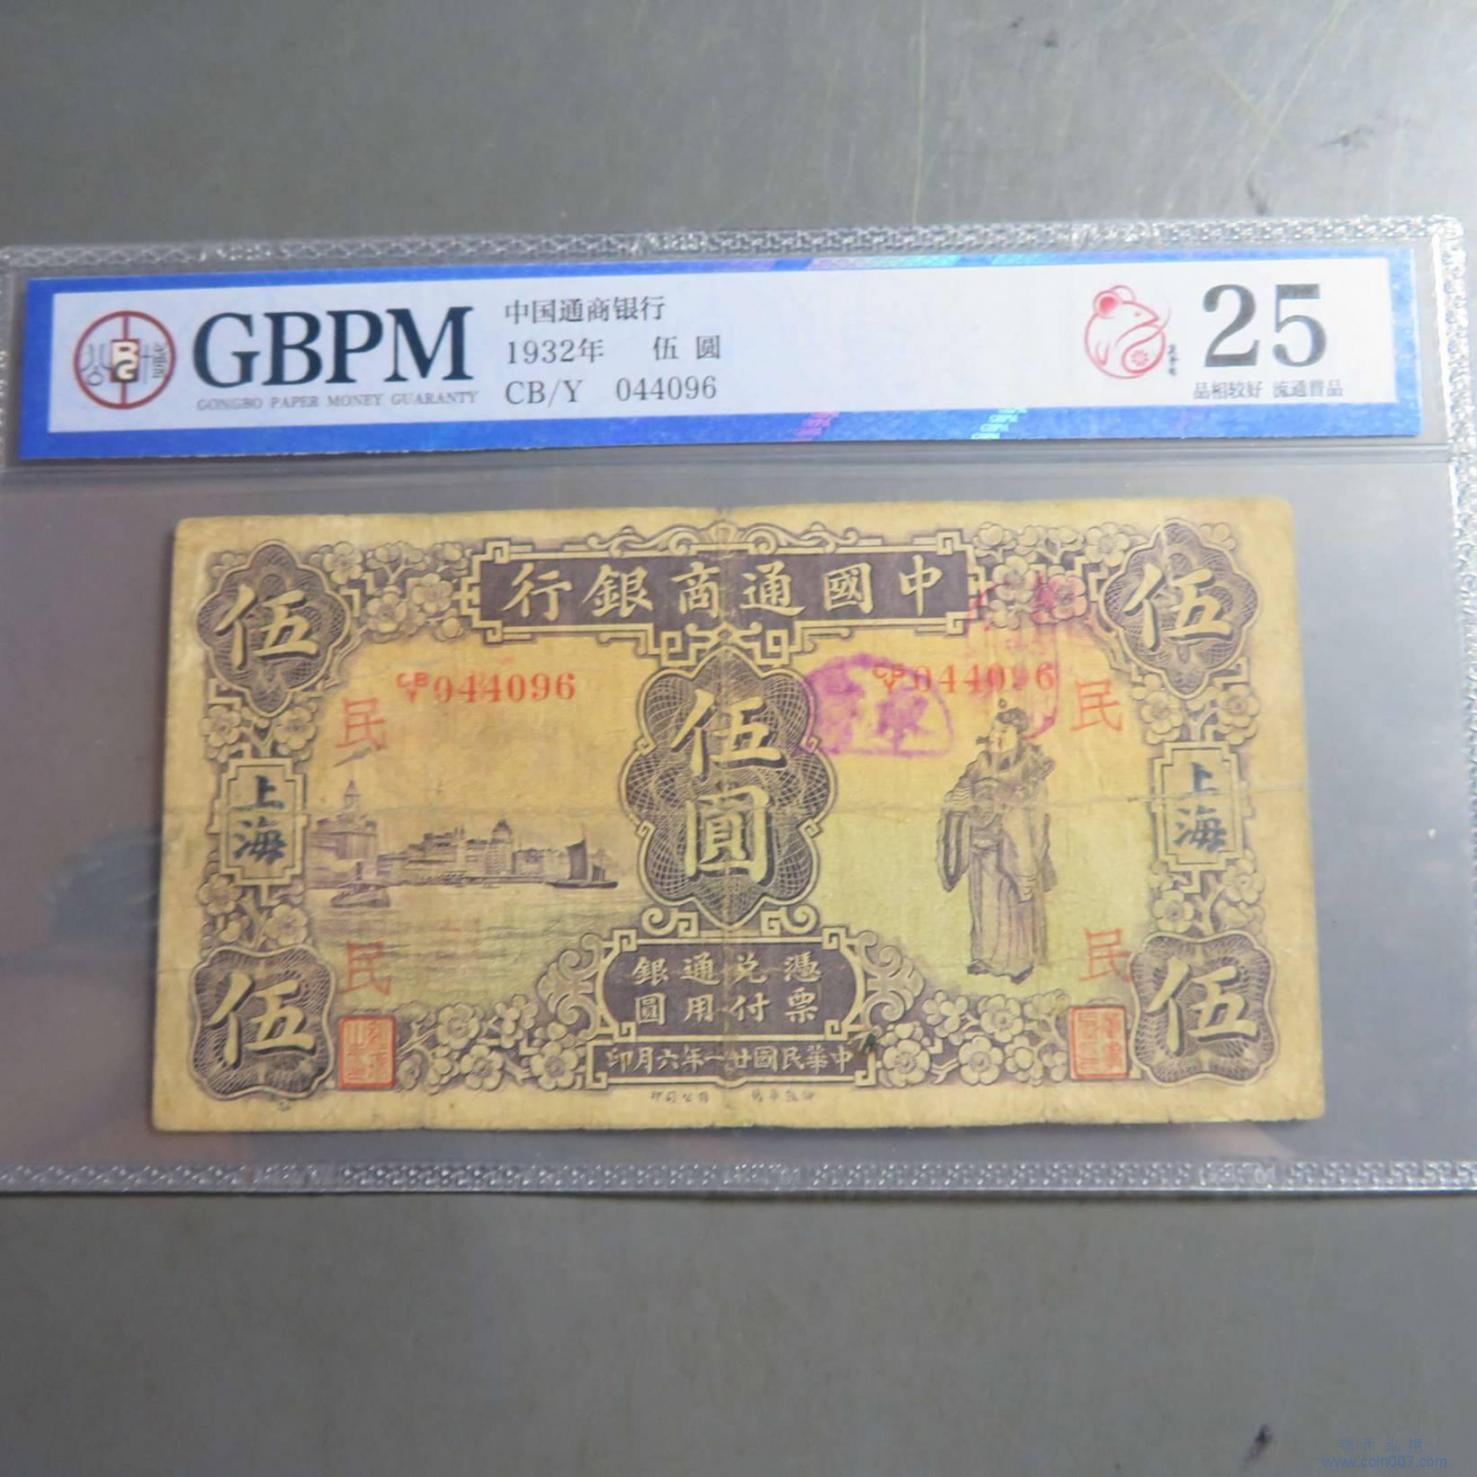 GBPM
GONGBO PAPER MONEY GUARANTY
中国通商银行
1932年 伍圆
CB/Y 044096
25
品相较好 流通普品
行銀商通國中
伍
伍
CB/Y 044096
CB/Y 044096
民
民
伍圓
上海
上海
民
民
憑票兌付通用銀圓
伍
伍
印月六年一廿國民華中
www.coin007.com